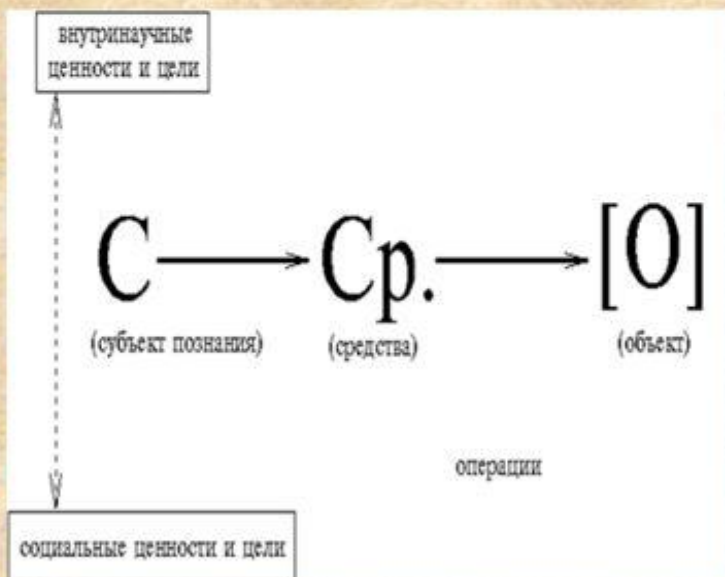 внутринаучные
ценности и цели
С Ср. [О]
(субъект познания) (средства) (объект)
операции
социальные ценности и цели